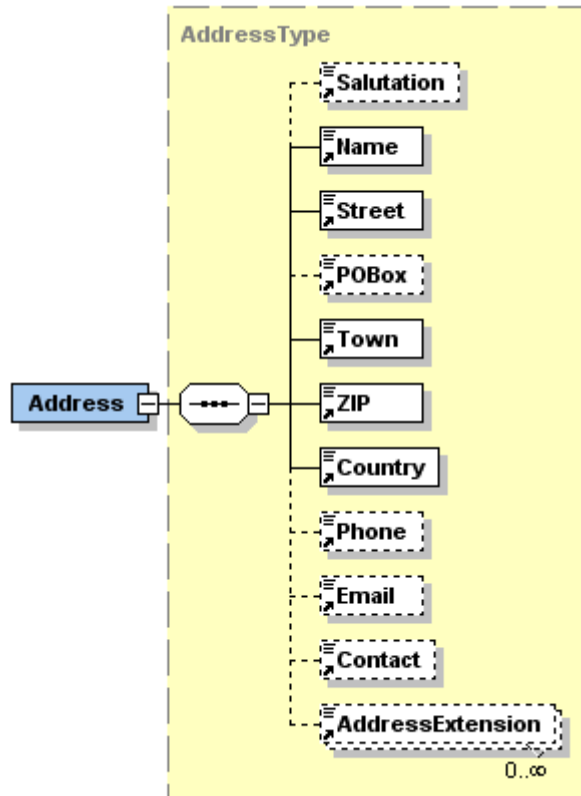 AddressType
Salutation
Name
Street
POBox
Town
Address
ZIP
Country
Phone
Email
Contact
AddressExtension
0..∞